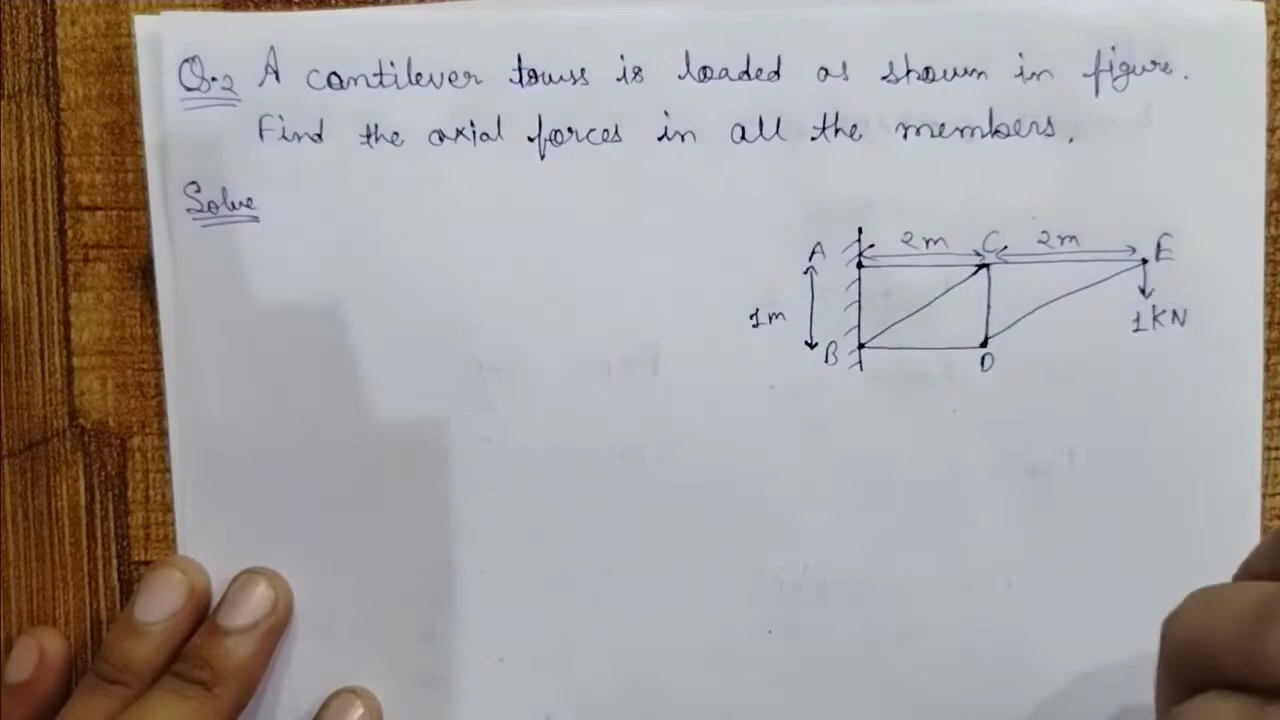 Q.2 A cantilever truss is loaded as shown in figure.
Find the axial forces in all the members.
Solve
A 2m C 2m E
1m
1KN
B D